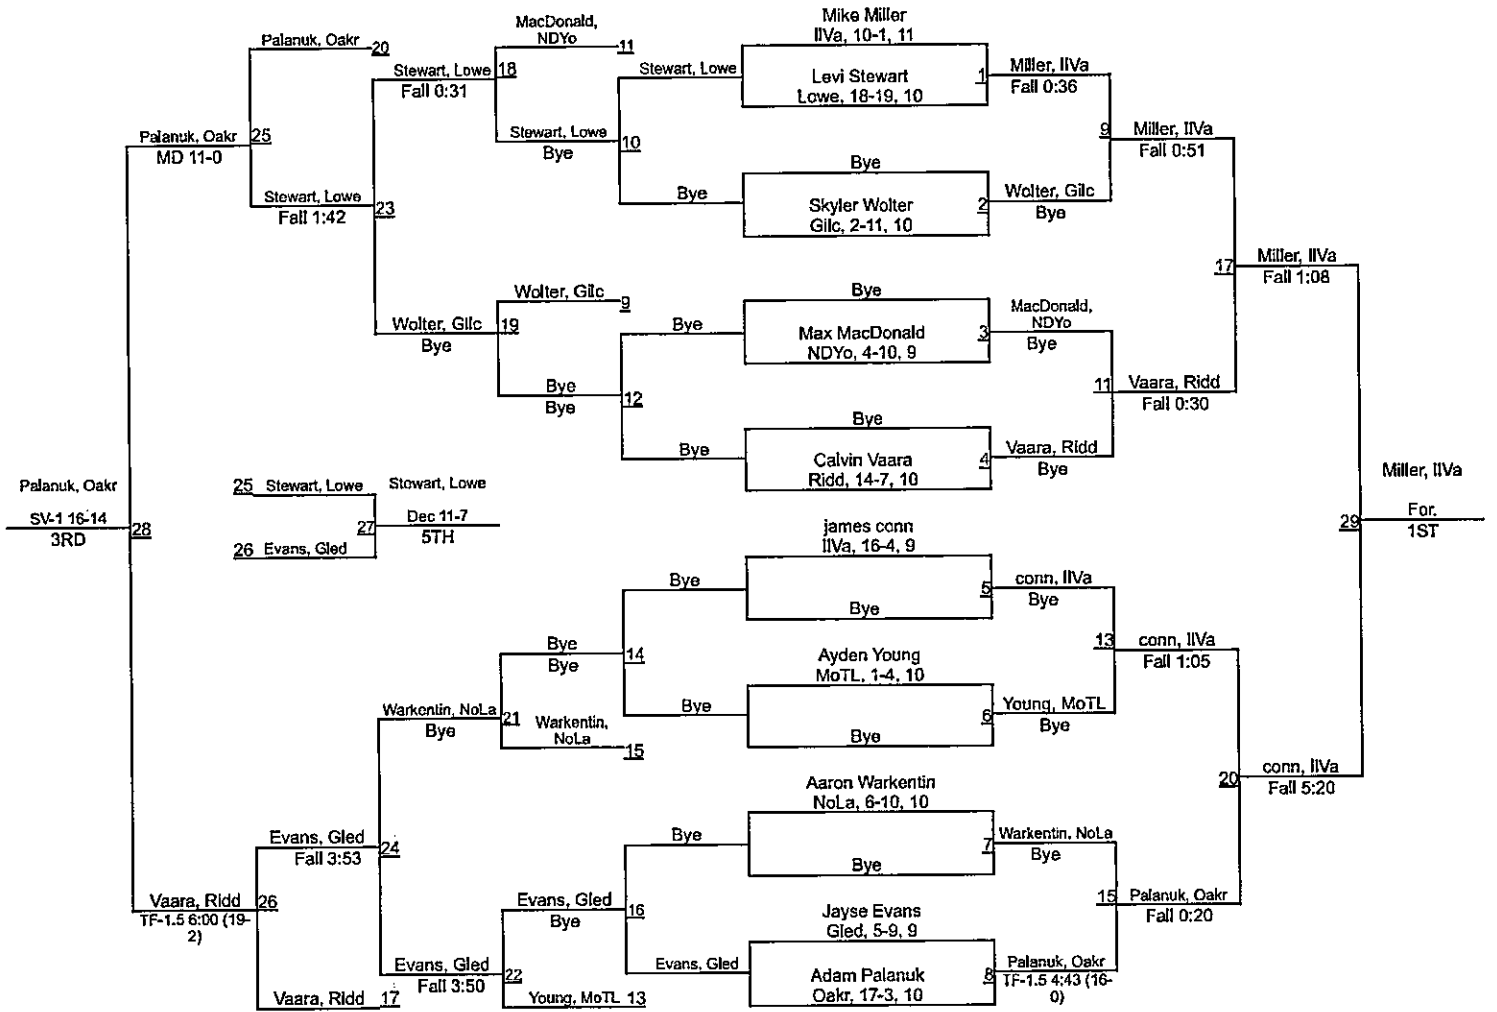 Mike Miller
IIVa, 10-1, 11
MacDonald,
NDYo
11
Palanuk, Oakr
20
Stewart, Lowe
18
Fall 0:31
Stewart, Lowe
Levi Stewart
Lowe, 18-19, 10
1
Miller, IIVa
Fall 0:36
Palanuk, Oakr
MD 11-0
25
Stewart, Lowe
Bye
10
9
Miller, IIVa
Fall 0:51
Bye
Stewart, Lowe
Fall 1:42
23
Bye
Skyler Wolter
Gilc, 2-11, 10
2
Wolter, Gilc
Bye
17
Miller, IIVa
Fall 1:08
Wolter, Gilc
9
Bye
Wolter, Gilc
Bye
19
Bye
Max MacDonald
NDYo, 4-10, 9
3
MacDonald,
NDYo
Bye
Bye
Bye
12
11
Vaara, Ridd
Fall 0:30
Bye
Bye
Calvin Vaara
Ridd, 14-7, 10
4
Vaara, Ridd
Bye
Palanuk, Oakr
SV-1 16-14
3RD
28
25
Stewart, Lowe
Stewart, Lowe
27
Dec 11-7
5TH
26
Evans, Gled
Miller, IIVa
29
For.
1ST
james conn
IIVa, 16-4, 9
Bye
Bye
5
conn, IIVa
Bye
Bye
Bye
14
Ayden Young
MoTL, 1-4, 10
13
conn, IIVa
Fall 1:05
Warkentin, NoLa
Bye
21
Warkentin,
NoLa
15
Bye
Bye
6
Young, MoTL
Bye
20
conn, IIVa
Fall 5:20
Aaron Warkentin
NoLa, 6-10, 10
Evans, Gled
Fall 3:53
24
Bye
Bye
7
Warkentin, NoLa
Bye
Vaara, Ridd
TF-1.5 6:00 (19-
2)
26
Evans, Gled
Bye
16
Jayse Evans
Gled, 5-9, 9
15
Palanuk, Oakr
Fall 0:20
Evans, Gled
Fall 3:50
22
Evans, Gled
Adam Palanuk
Oakr, 17-3, 10
8
Palanuk, Oakr
TF-1.5 4:43 (16-
0)
Vaara, Ridd
17
Young, MoTL
13